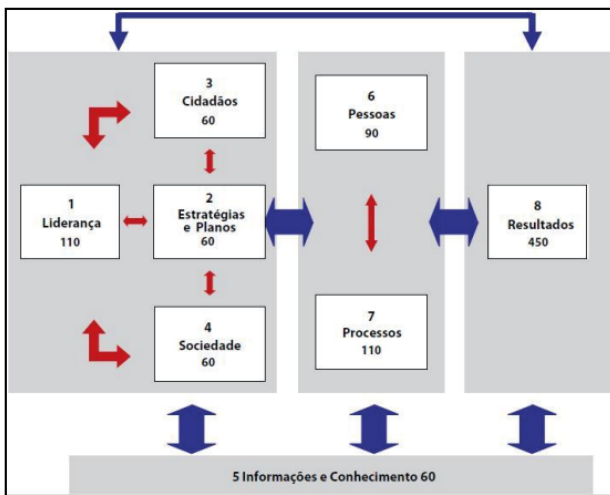 3
Cidadãos
60
6
Pessoas
90
1
Liderança
110
2
Estratégias
e Planos
60
8
Resultados
450
4
Sociedade
60
7
Processos
110
5 Informações e Conhecimento 60